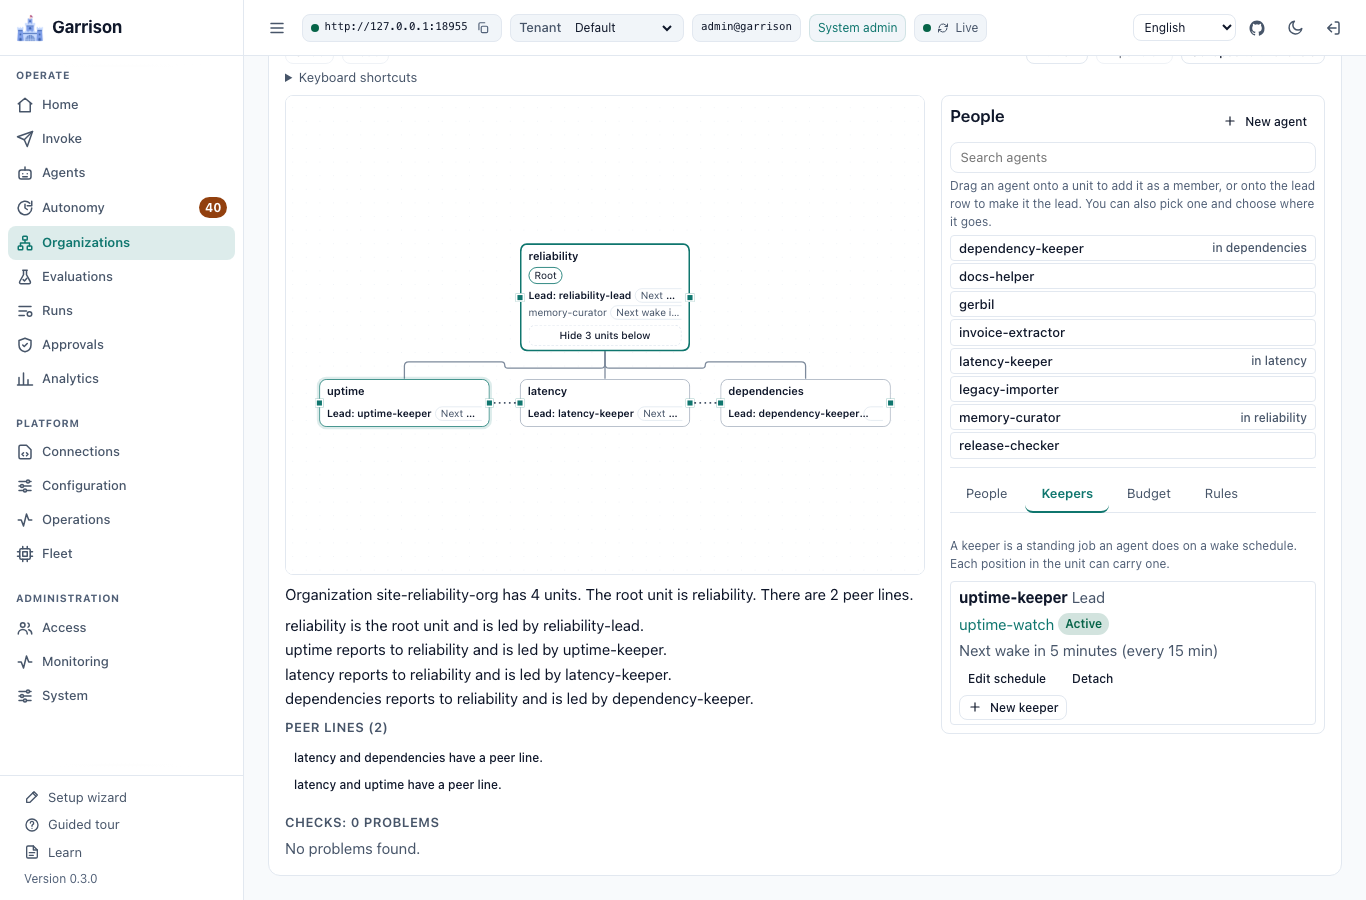 Garrison
http://127.0.0.1:18955
Tenant Default
admin@garrison
System admin
Live
English
OPERATE
Home
Invoke
Agents
Autonomy 40
Organizations
Evaluations
Runs
Approvals
Analytics
PLATFORM
Connections
Configuration
Operations
Fleet
ADMINISTRATION
Access
Monitoring
System
Setup wizard
Guided tour
Learn
Version 0.3.0
Keyboard shortcuts
reliability
Root
Lead: reliability-lead Next ...
memory-curator Next wake i...
Hide 3 units below
uptime
Lead: uptime-keeper Next ...
latency
Lead: latency-keeper Next ...
dependencies
Lead: dependency-keeper...
Organization site-reliability-org has 4 units. The root unit is reliability. There are 2 peer lines.
reliability is the root unit and is led by reliability-lead.
uptime reports to reliability and is led by uptime-keeper.
latency reports to reliability and is led by latency-keeper.
dependencies reports to reliability and is led by dependency-keeper.
PEER LINES (2)
latency and dependencies have a peer line.
latency and uptime have a peer line.
CHECKS: 0 PROBLEMS
No problems found.
People
New agent
Search agents
Drag an agent onto a unit to add it as a member, or onto the lead
row to make it the lead. You can also pick one and choose where
it goes.
dependency-keeper in dependencies
docs-helper
gerbil
invoice-extractor
latency-keeper in latency
legacy-importer
memory-curator in reliability
release-checker
People Keepers Budget Rules
A keeper is a standing job an agent does on a wake schedule.
Each position in the unit can carry one.
uptime-keeper Lead
uptime-watch Active
Next wake in 5 minutes (every 15 min)
Edit schedule Detach
New keeper